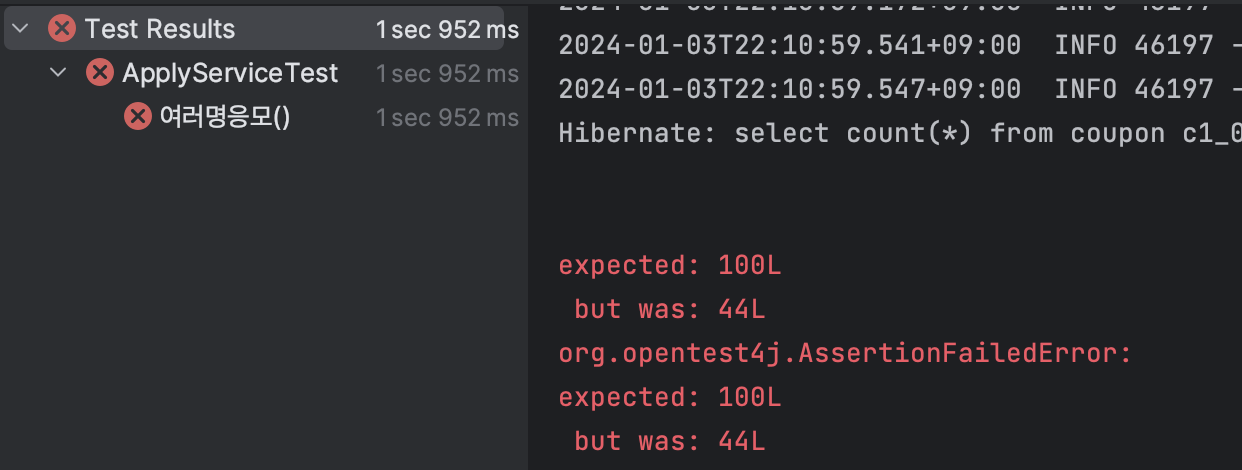 Test Results 1 sec 952 ms
ApplyServiceTest 1 sec 952 ms
여러명응모() 1 sec 952 ms
2024-01-03T22:10:59.541+09:00 INFO 46197 -
2024-01-03T22:10:59.547+09:00 INFO 46197 -
Hibernate: select count(*) from coupon c1_0
expected: 100L
but was: 44L
org.opentest4j.AssertionFailedError:
expected: 100L
but was: 44L